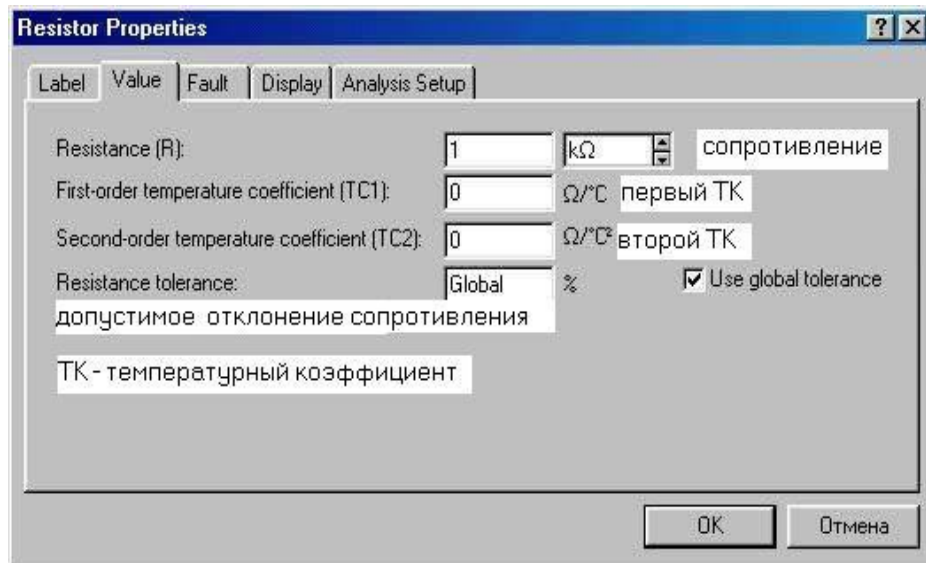 Resistor Properties
Label Value Fault Display Analysis Setup
Resistance (R): 1 kΩ сопротивление
First-order temperature coefficient (TC1): 0 Ω/°C первый ТК
Second-order temperature coefficient (TC2): 0 Ω/°C² второй ТК
Resistance tolerance: Global % Use global tolerance
допустимое отклонение сопротивления
ТК - температурный коэффициент
OK Отмена